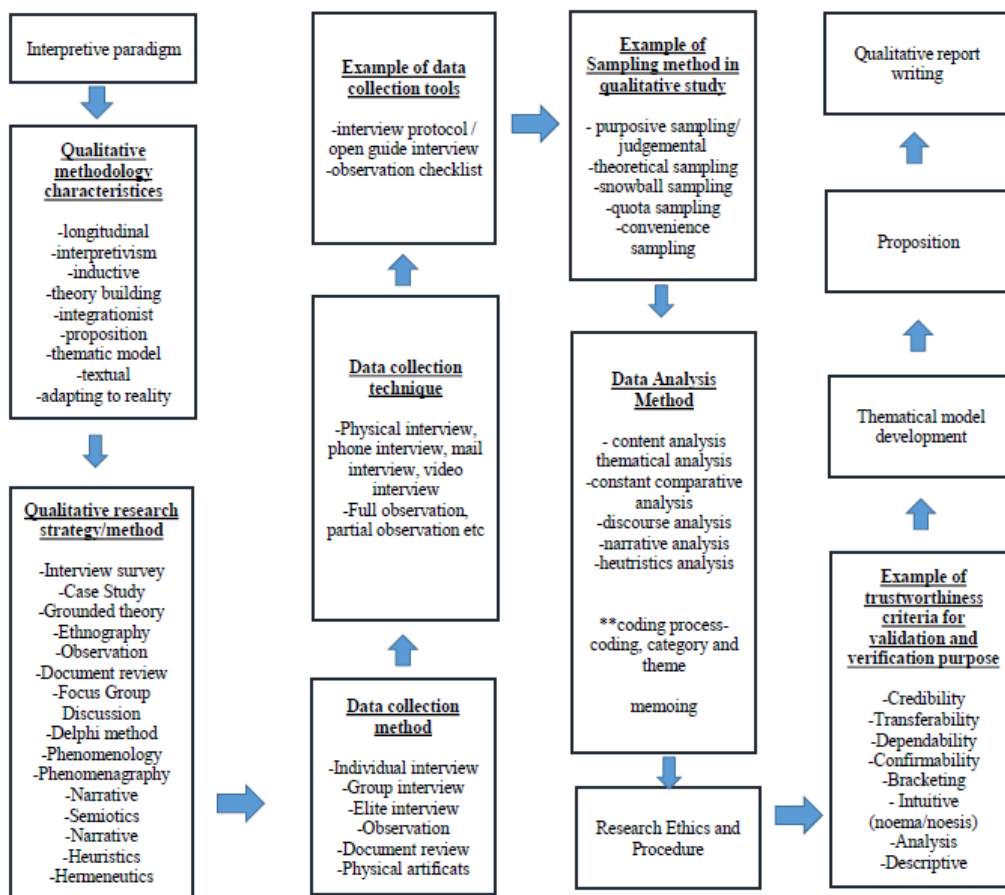 Interpretive paradigm
Qualitative
methodology
characteristices
-longitudinal
-interpretivism
-inductive
-theory building
-integrationist
-proposition
-thematic model
-textual
-adapting to reality
Qualitative research
strategy/method
-Interview survey
-Case Study
-Grounded theory
-Ethnography
-Observation
-Document review
-Focus Group
Discussion
-Delphi method
-Phenomenology
-Phenomenagraphy
-Narrative
-Semiotics
-Narrative
-Heuristics
-Hermeneutics
Data collection
method
-Individual interview
-Group interview
-Elite interview
-Observation
-Document review
-Physical artificats
Data collection
technique
-Physical interview,
phone interview, mail
interview, video
interview
-Full observation,
partial observation etc
Example of data
collection tools
-interview protocol /
open guide interview
-observation checklist
Example of
Sampling method in
qualitative study
- purposive sampling/
judgemental
-theoretical sampling
-snowball sampling
-quota sampling
-convenience
sampling
Data Analysis
Method
- content analysis
thematical analysis
-constant comparative
analysis
-discourse analysis
-narrative analysis
-heutristics analysis
**coding process-
coding, category and
theme
memoing
Research Ethics and
Procedure
Example of
trustworthiness
criteria for
validation and
verification purpose
-Credibility
-Transferability
-Dependability
-Confirmability
-Bracketing
- Intuitive
(noema/noesis)
-Analysis
-Descriptive
Thematical model
development
Proposition
Qualitative report
writing